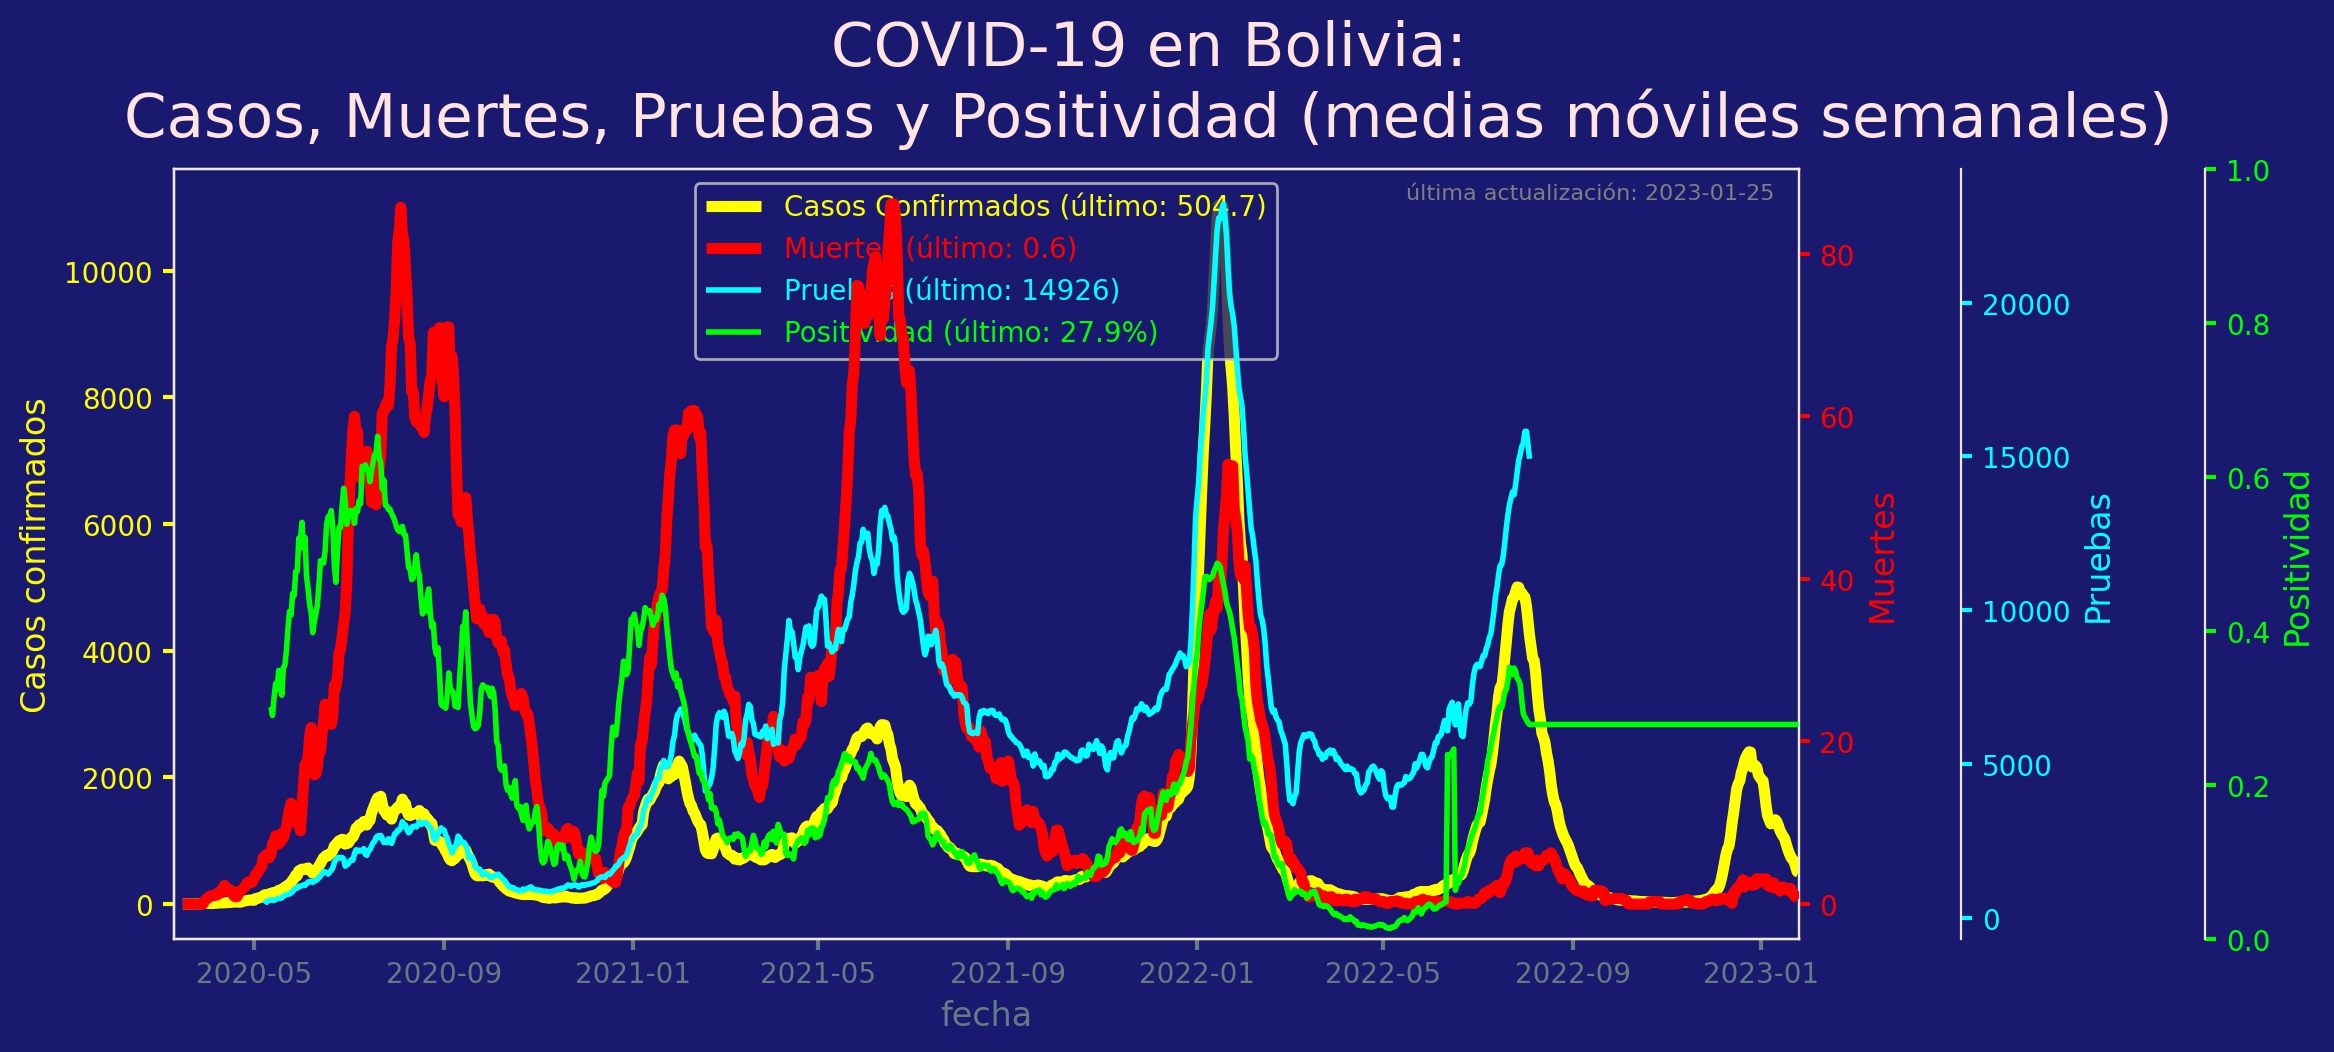 COVID-19 en Bolivia:
Casos, Muertes, Pruebas y Positividad (medias móviles semanales)
última actualización: 2023-01-25
Casos Confirmados (último: 504.7)
Muertes (último: 0.6)
Pruebas (último: 14926)
Positividad (último: 27.9%)
Casos confirmados
10000
8000
6000
4000
2000
0
80
60
40
20
0
Muertes
20000
15000
10000
5000
0
Pruebas
1.0
0.8
0.6
0.4
0.2
0.0
Positividad
2020-05 2020-09 2021-01 2021-05 2021-09 2022-01 2022-05 2022-09 2023-01
fecha